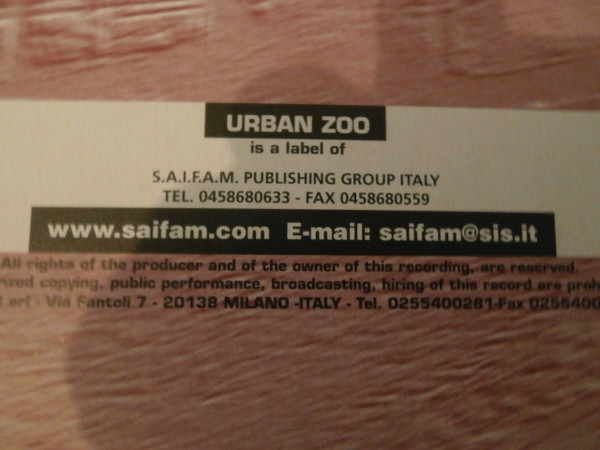 URBAN ZOO
is a label of
S.A.I.F.A.M. PUBLISHING GROUP ITALY
TEL. 0458680633 - FAX 0458680559
www.saifam.com E-mail: saifam@sis.it
All rights of the producer and of the owner of this recording, are reserved.
copying, public performance, broadcasting, hiring of this record are
Via Fantoli 7 - 20138 MILANO -ITALY - Tel. 0255400281-Fax